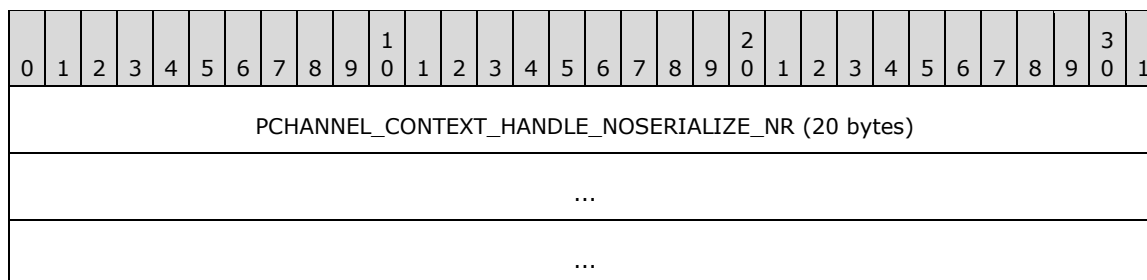 1 2 3
0 1 2 3 4 5 6 7 8 9 0 1 2 3 4 5 6 7 8 9 0 1 2 3 4 5 6 7 8 9 0 1
PCHANNEL_CONTEXT_HANDLE_NOSERIALIZE_NR (20 bytes)
...
...